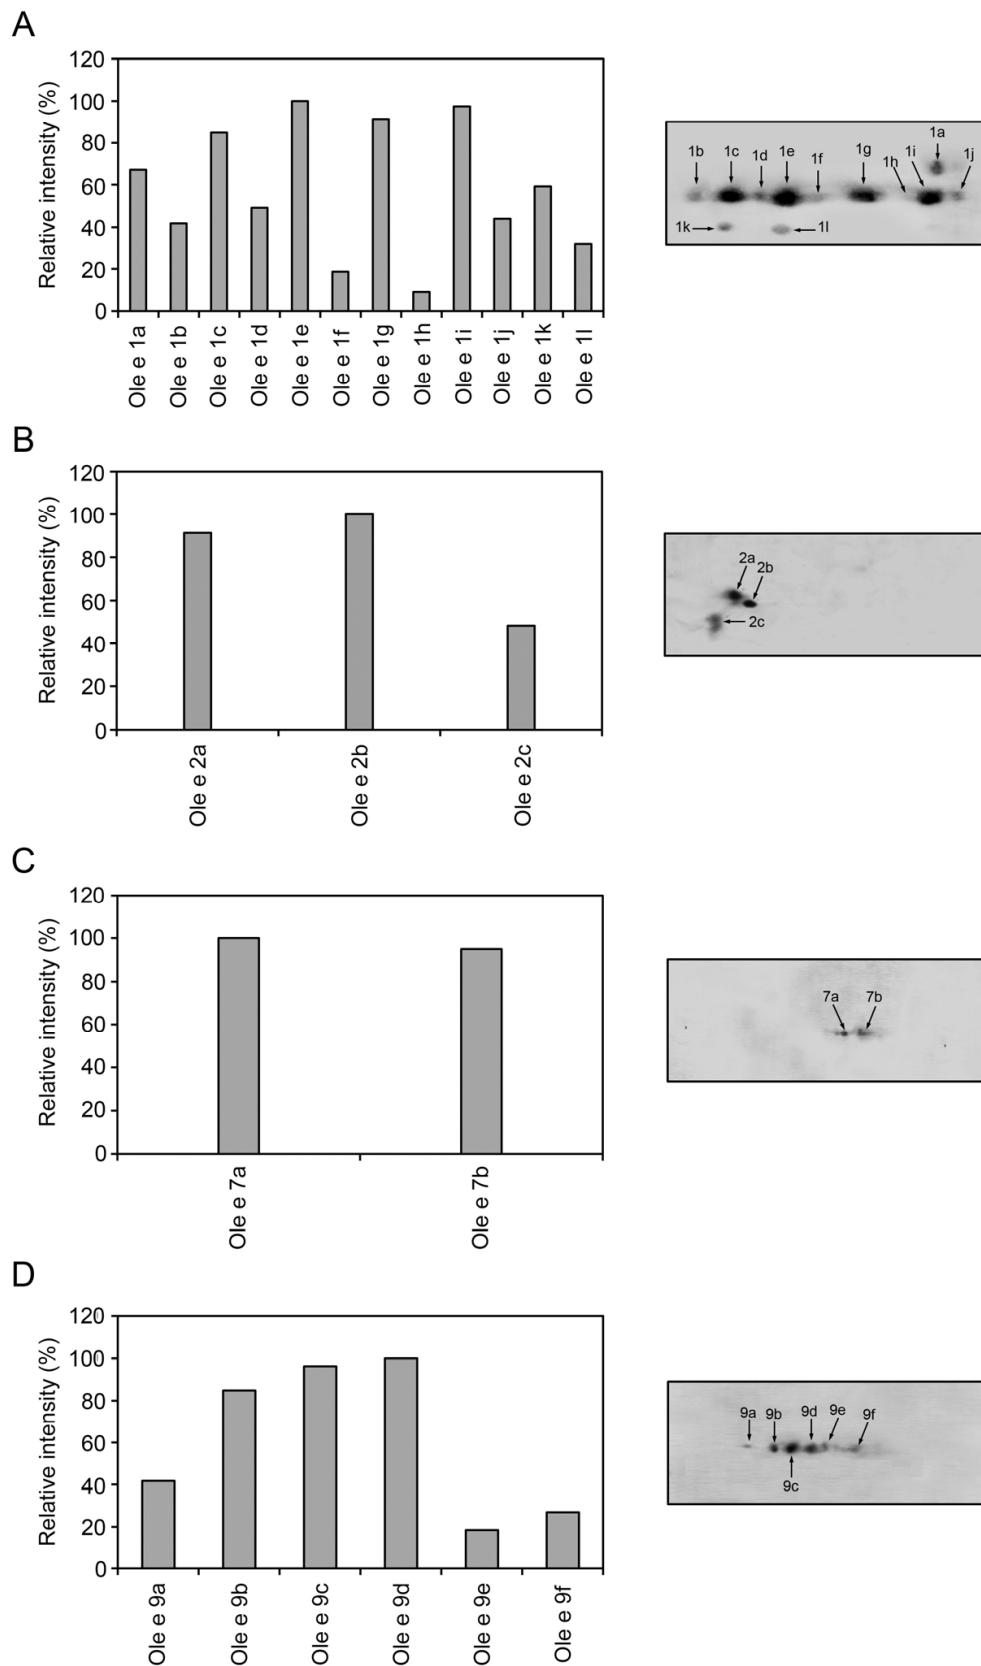 A
Relative intensity (%)
120
100
80
60
40
20
0
Ole e 1a
Ole e 1b
Ole e 1c
Ole e 1d
Ole e 1e
Ole e 1f
Ole e 1g
Ole e 1h
Ole e 1i
Ole e 1j
Ole e 1k
Ole e 1l
1a
1b
1c
1d
1e
1f
1g
1h
1i
1j
1k
1l
B
Relative intensity (%)
120
100
80
60
40
20
0
Ole e 2a
Ole e 2b
Ole e 2c
2a
2b
2c
C
Relative intensity (%)
120
100
80
60
40
20
0
Ole e 7a
Ole e 7b
7a
7b
D
Relative intensity (%)
120
100
80
60
40
20
0
Ole e 9a
Ole e 9b
Ole e 9c
Ole e 9d
Ole e 9e
Ole e 9f
9a
9b
9d
9e
9f
9c